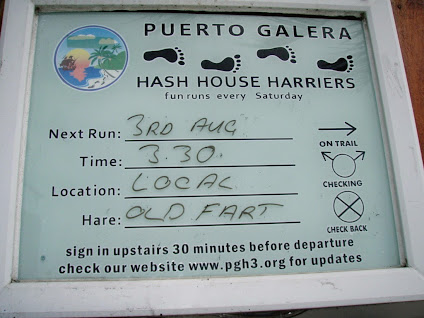 PUERTO GALERA
HASH HOUSE HARRIERS
fun runs every Saturday
Next Run: 3RD AUG
ON TRAIL
Time: 3.30.
Location: LOCAL
CHECKING
Hare: OLD FART
CHECK BACK
sign in upstairs 30 minutes before departure
check our website www.pgh3.org for updates